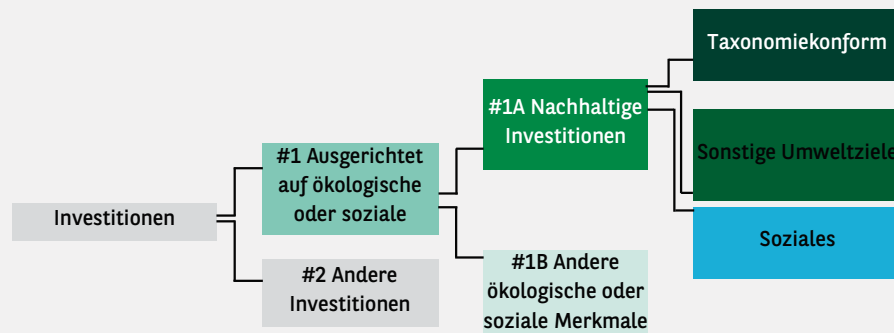 Investitionen
#1 Ausgerichtet
auf ökologische
oder soziale
#2 Andere
Investitionen
#1A Nachhaltige
Investitionen
#1B Andere
ökologische oder
soziale Merkmale
Taxonomiekonform
Sonstige Umweltziele
Soziales